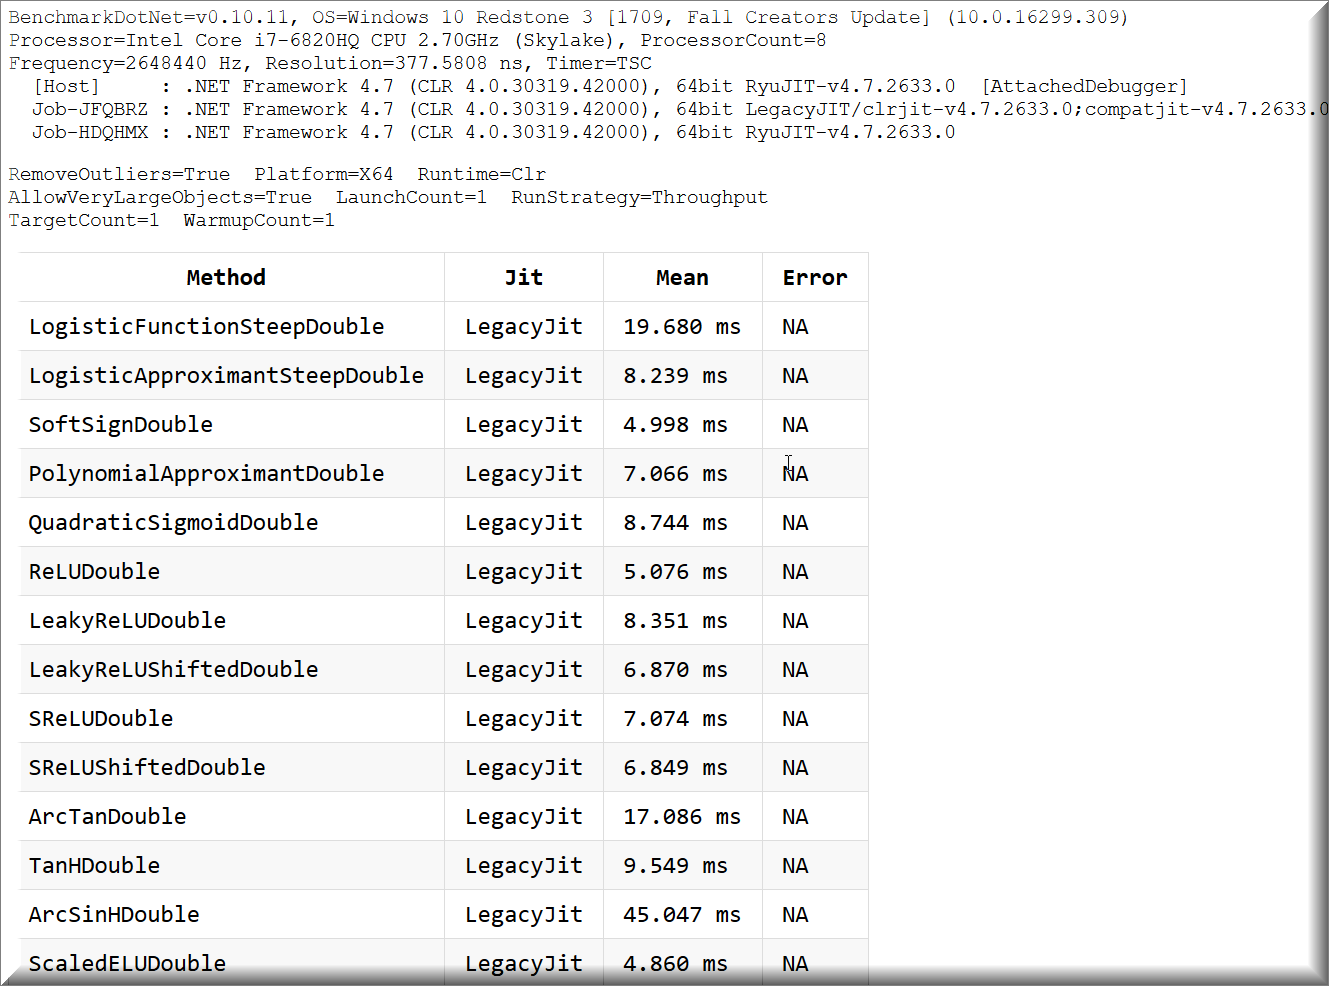 BenchmarkDotNet=v0.10.11, OS=Windows 10 Redstone 3 [1709, Fall Creators Update] (10.0.16299.309)
Processor=Intel Core i7-6820HQ CPU 2.70GHz (Skylake), ProcessorCount=8
Frequency=2648440 Hz, Resolution=377.5808 ns, Timer=TSC
[Host]     : .NET Framework 4.7 (CLR 4.0.30319.42000), 64bit RyuJIT-v4.7.2633.0  [AttachedDebugger]
Job-JFQBRZ : .NET Framework 4.7 (CLR 4.0.30319.42000), 64bit LegacyJIT/clrjit-v4.7.2633.0;compatjit-v4.7.2633.0
Job-HDQHMX : .NET Framework 4.7 (CLR 4.0.30319.42000), 64bit RyuJIT-v4.7.2633.0
RemoveOutliers=True  Platform=X64  Runtime=Clr
AllowVeryLargeObjects=True  LaunchCount=1  RunStrategy=Throughput
TargetCount=1  WarmupCount=1
Method Jit Mean Error
LogisticFunctionSteepDouble LegacyJit 19.680 ms NA
LogisticApproximantSteepDouble LegacyJit 8.239 ms NA
SoftSignDouble LegacyJit 4.998 ms NA
PolynomialApproximantDouble LegacyJit 7.066 ms NA
QuadraticSigmoidDouble LegacyJit 8.744 ms NA
ReLUDouble LegacyJit 5.076 ms NA
LeakyReLUDouble LegacyJit 8.351 ms NA
LeakyReLUShiftedDouble LegacyJit 6.870 ms NA
SReLUDouble LegacyJit 7.074 ms NA
SReLUShiftedDouble LegacyJit 6.849 ms NA
ArcTanDouble LegacyJit 17.086 ms NA
TanHDouble LegacyJit 9.549 ms NA
ArcSinHDouble LegacyJit 45.047 ms NA
ScaledELUDouble LegacyJit 4.860 ms NA